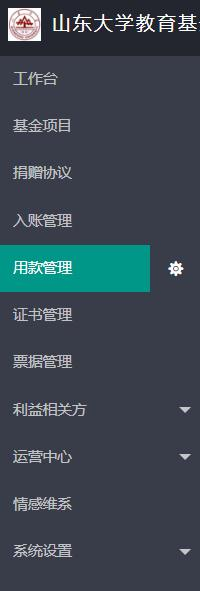 山东大学教育基
工作台
基金项目
捐赠协议
入账管理
用款管理
证书管理
票据管理
利益相关方
运营中心
情感维系
系统设置